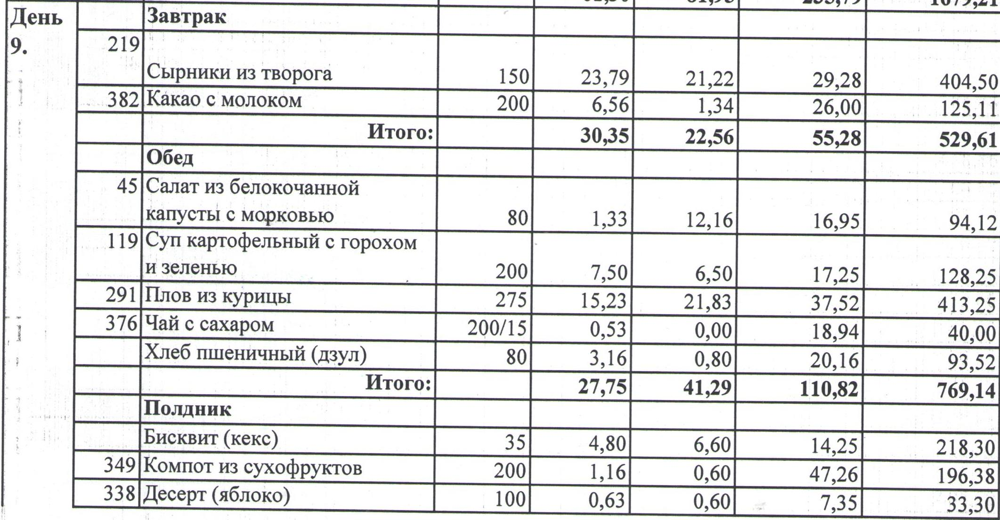 День
9.
Завтрак
219
Сырники из творога 150 23,79 21,22 29,28 404,50
382 Какао с молоком 200 6,56 1,34 26,00 125,11
Итого: 30,35 22,56 55,28 529,61
Обед
45 Салат из белокочанной
капусты с морковью 80 1,33 12,16 16,95 94,12
119 Суп картофельный с горохом
и зеленью 200 7,50 6,50 17,25 128,25
291 Плов из курицы 275 15,23 21,83 37,52 413,25
376 Чай с сахаром 200/15 0,53 0,00 18,94 40,00
Хлеб пшеничный (дзул) 80 3,16 0,80 20,16 93,52
Итого: 27,75 41,29 110,82 769,14
Полдник
Бисквит (кекс) 35 4,80 6,60 14,25 218,30
349 Компот из сухофруктов 200 1,16 0,60 47,26 196,38
338 Десерт (яблоко) 100 0,63 0,60 7,35 33,30